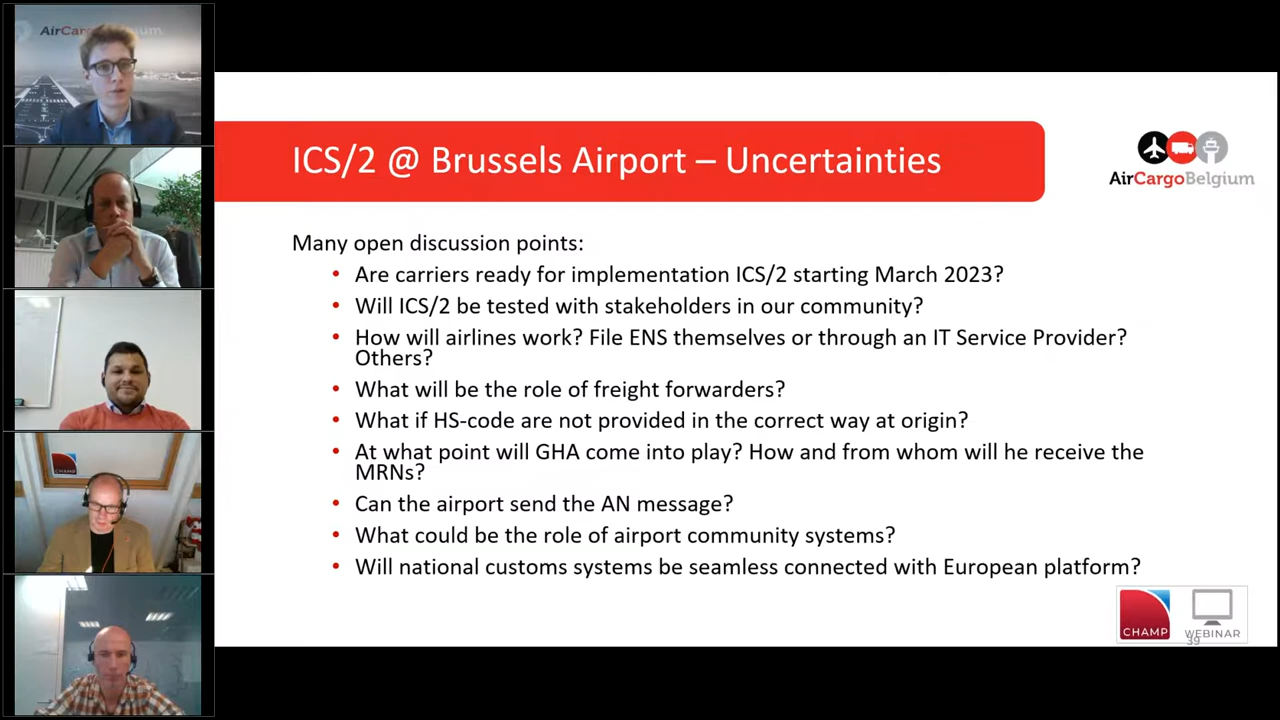 AirCargoBelgium
ICS/2 @ Brussels Airport – Uncertainties
AirCargoBelgium
Many open discussion points:
• Are carriers ready for implementation ICS/2 starting March 2023?
• Will ICS/2 be tested with stakeholders in our community?
• How will airlines work? File ENS themselves or through an IT Service Provider?
Others?
• What will be the role of freight forwarders?
• What if HS-code are not provided in the correct way at origin?
• At what point will GHA come into play? How and from whom will he receive the
MRNs?
• Can the airport send the AN message?
• What could be the role of airport community systems?
• Will national customs systems be seamless connected with European platform?
CHAMP
CHAMP
WEBINAR
39